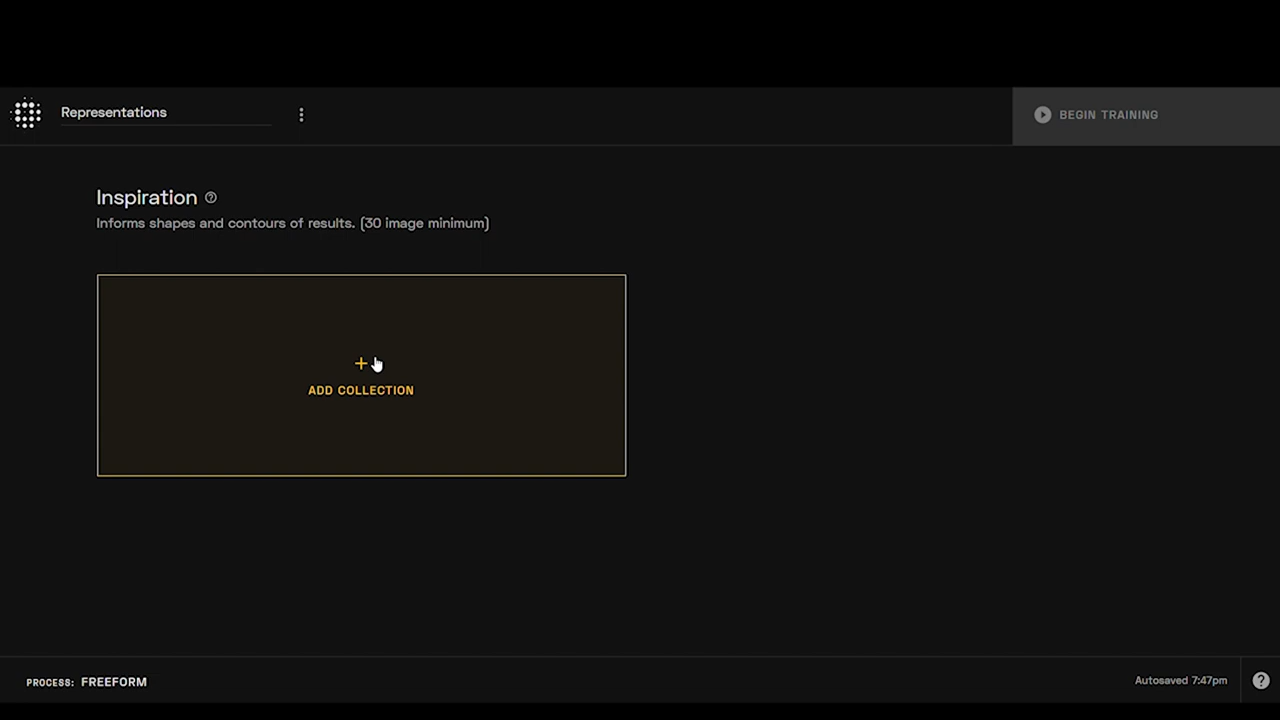 Representations
BEGIN TRAINING
Inspiration
Informs shapes and contours of results. (30 image minimum)
+
ADD COLLECTION
PROCESS: FREEFORM
Autosaved 7:47pm
?